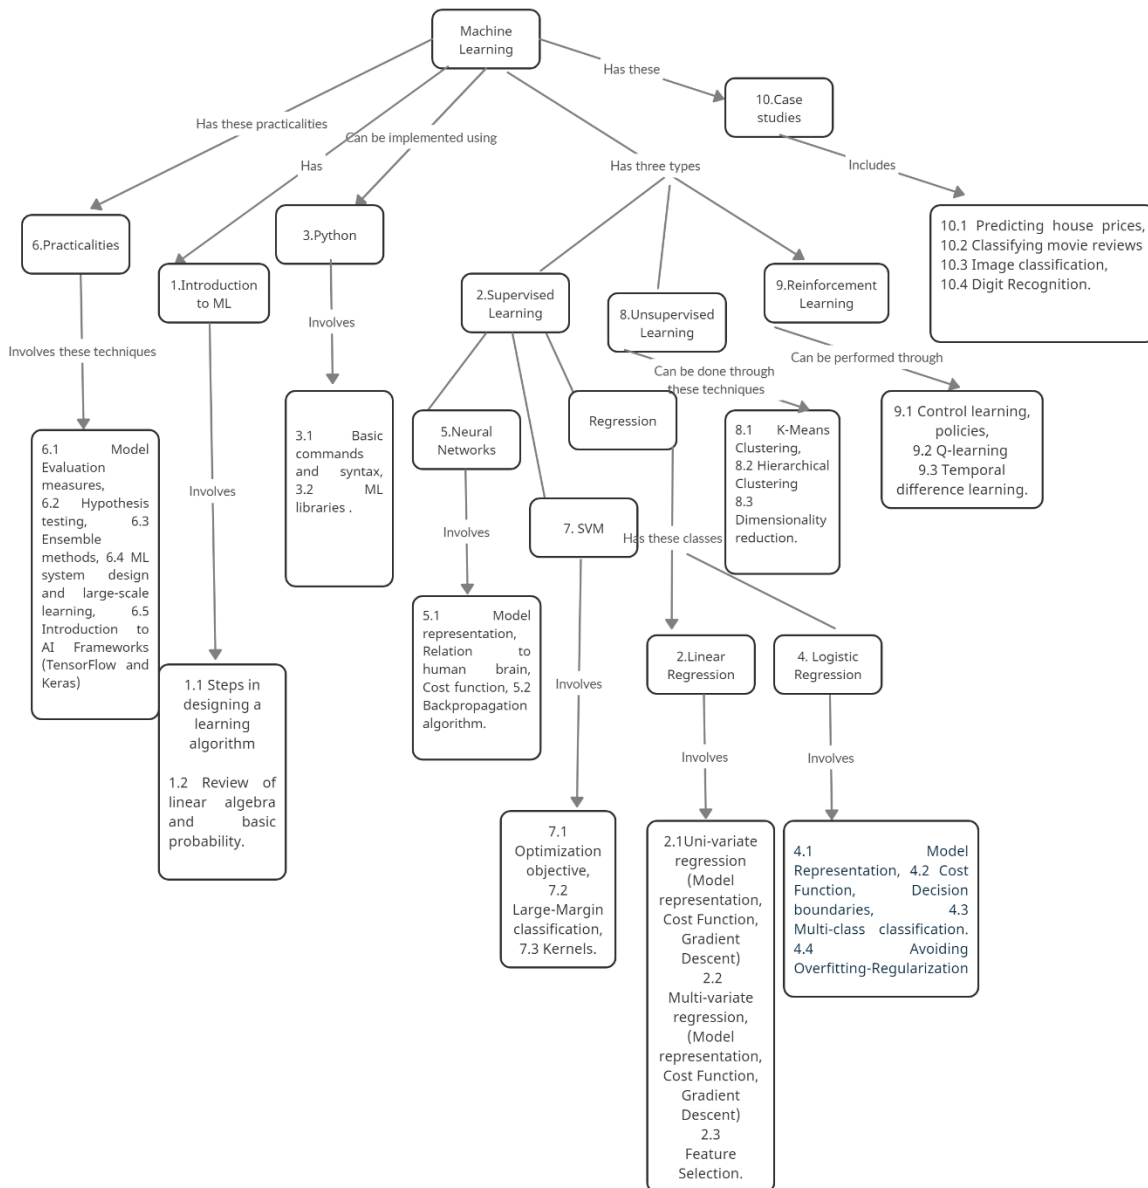 Machine
Learning
Has these
10.Case
studies
Has these practicalities
Can be implemented using
Has
Has three types
Includes
6.Practicalities
3.Python
10.1 Predicting house prices,
10.2 Classifying movie reviews
10.3 Image classification,
10.4 Digit Recognition.
1.Introduction
to ML
2.Supervised
Learning
8.Unsupervised
Learning
9.Reinforcement
Learning
Involves these techniques
Involves
Can be done through
these techniques
Can be performed through
6.1 Model
Evaluation
measures,
6.2 Hypothesis
testing, 6.3
Ensemble
methods, 6.4 ML
system design
and large-scale
learning, 6.5
Introduction to
AI Frameworks
(TensorFlow and
Keras)
Involves
3.1 Basic
commands
and syntax,
3.2 ML
libraries .
5.Neural
Networks
Regression
8.1 K-Means
Clustering,
8.2 Hierarchical
Clustering
8.3
Dimensionality
reduction.
9.1 Control learning,
policies,
9.2 Q-learning
9.3 Temporal
difference learning.
Involves
7. SVM
Has these classes
5.1 Model
representation,
Relation to
human brain,
Cost function, 5.2
Backpropagation
algorithm.
Involves
2.Linear
Regression
4. Logistic
Regression
1.1 Steps in
designing a
learning
algorithm
1.2 Review of
linear algebra
and basic
probability.
Involves
Involves
7.1
Optimization
objective,
7.2
Large-Margin
classification,
7.3 Kernels.
2.1Uni-variate
regression
(Model
representation,
Cost Function,
Gradient
Descent)
2.2
Multi-variate
regression,
(Model
representation,
Cost Function,
Gradient
Descent)
2.3
Feature
Selection.
4.1 Model
Representation, 4.2 Cost
Function, Decision
boundaries, 4.3
Multi-class classification.
4.4 Avoiding
Overfitting-Regularization